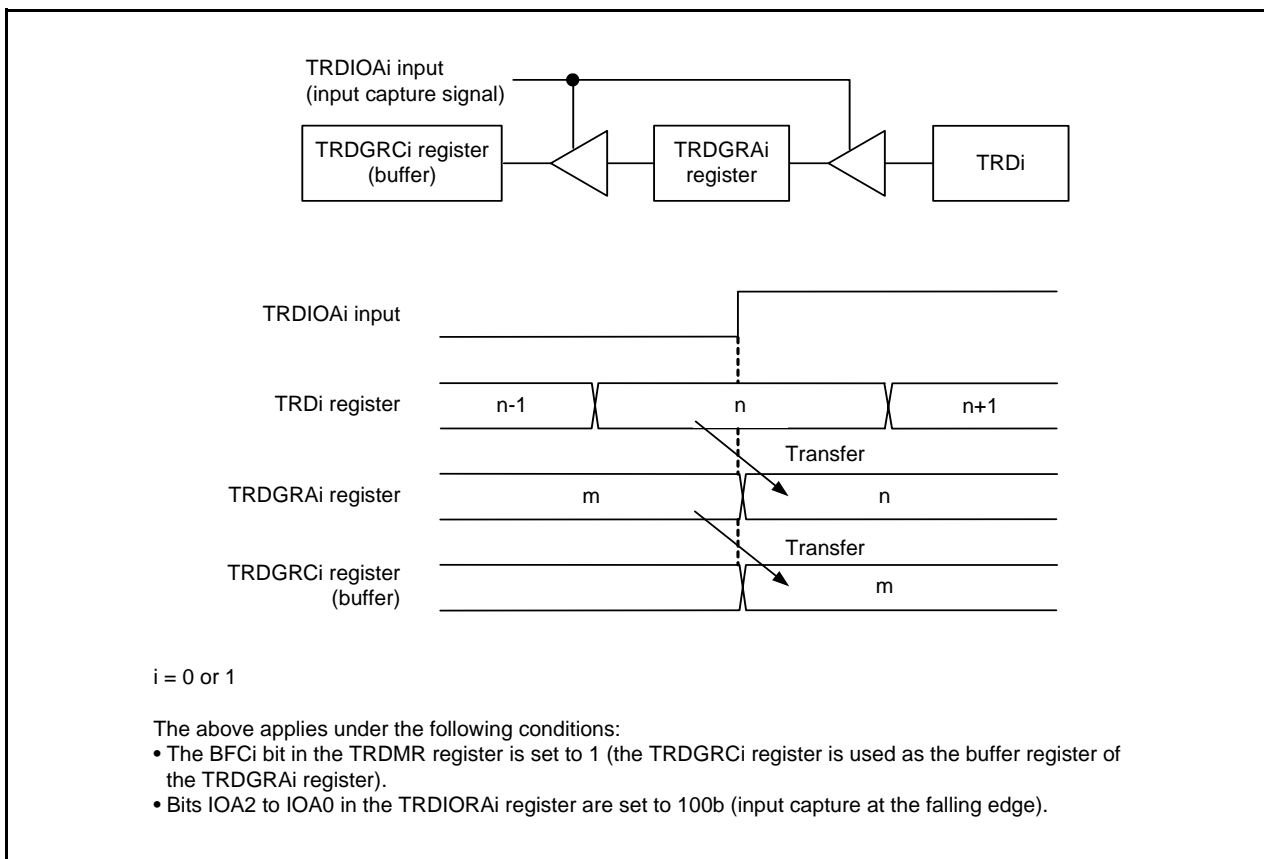 TRDIOAi input
(input capture signal)
TRDGRCi register
(buffer)
TRDGRAi
register
TRDi
TRDIOAi input
TRDi register
n-1
n
n+1
Transfer
TRDGRAi register
m
n
Transfer
TRDGRCi register
(buffer)
m
i = 0 or 1
The above applies under the following conditions:
• The BFCi bit in the TRDMR register is set to 1 (the TRDGRCi register is used as the buffer register of
the TRDGRAi register).
• Bits IOA2 to IOA0 in the TRDIORAi register are set to 100b (input capture at the falling edge).